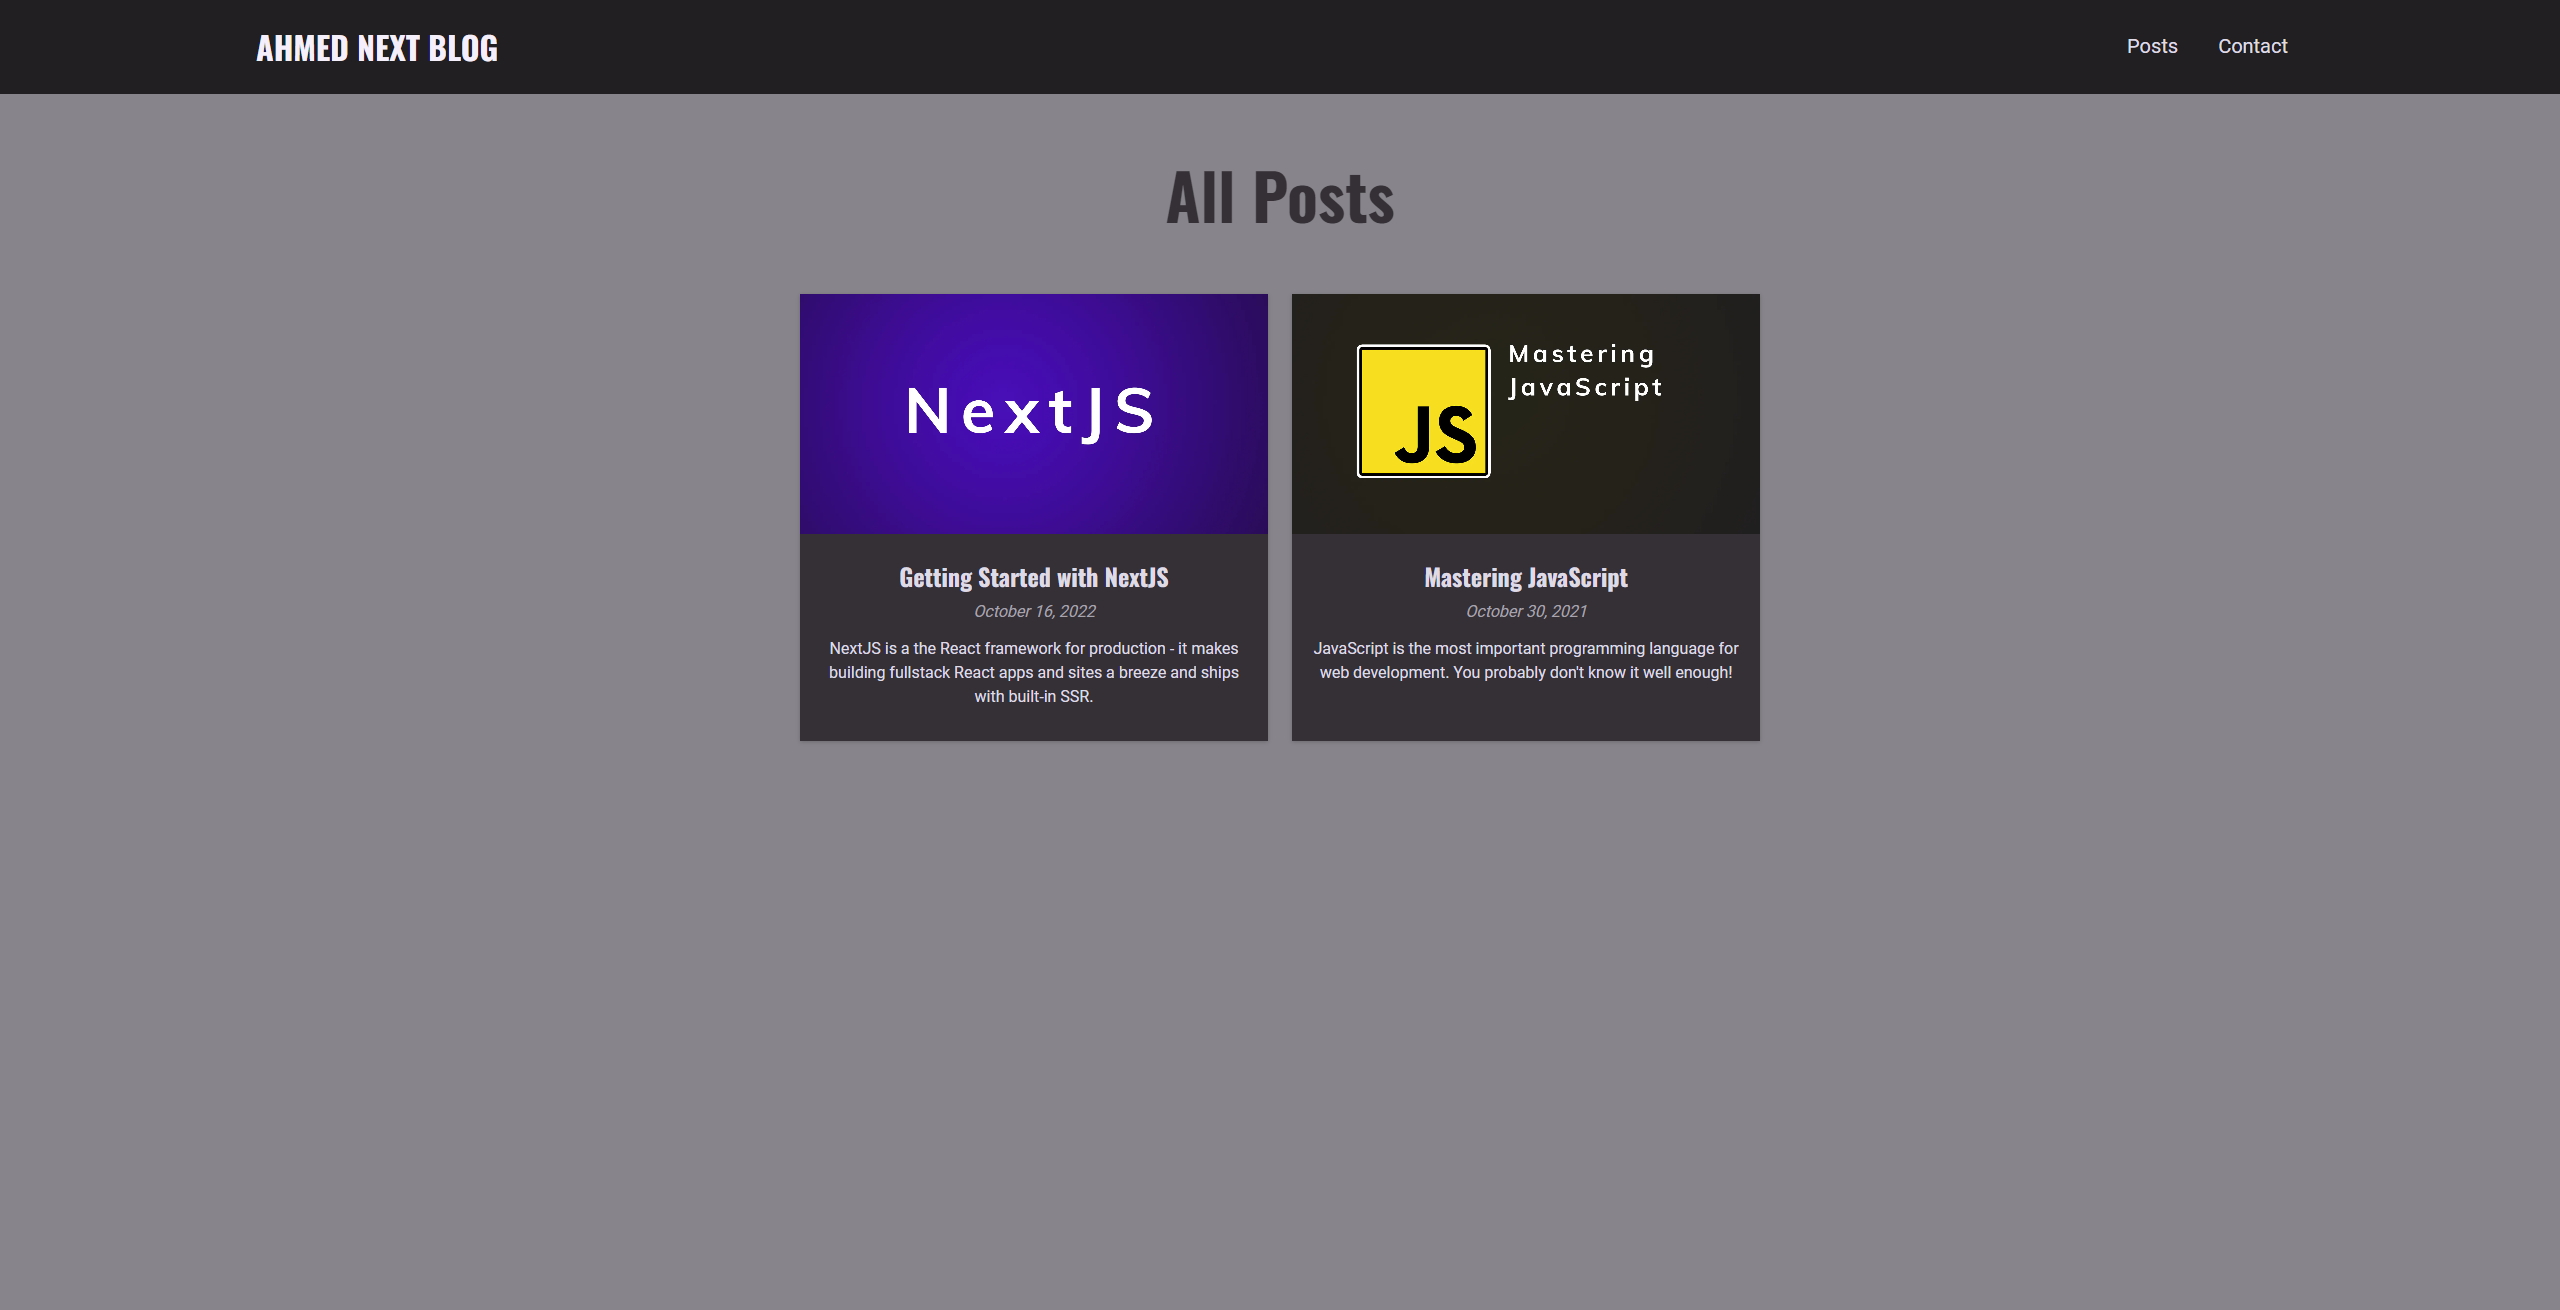 AHMED NEXT BLOG
Posts
Contact
All Posts
NextJS
Getting Started with NextJS
October 16, 2022
NextJS is a the React framework for production - it makes
building fullstack React apps and sites a breeze and ships
with built-in SSR.
Mastering
JavaScript
JS
Mastering JavaScript
October 30, 2021
JavaScript is the most important programming language for
web development. You probably don't know it well enough!